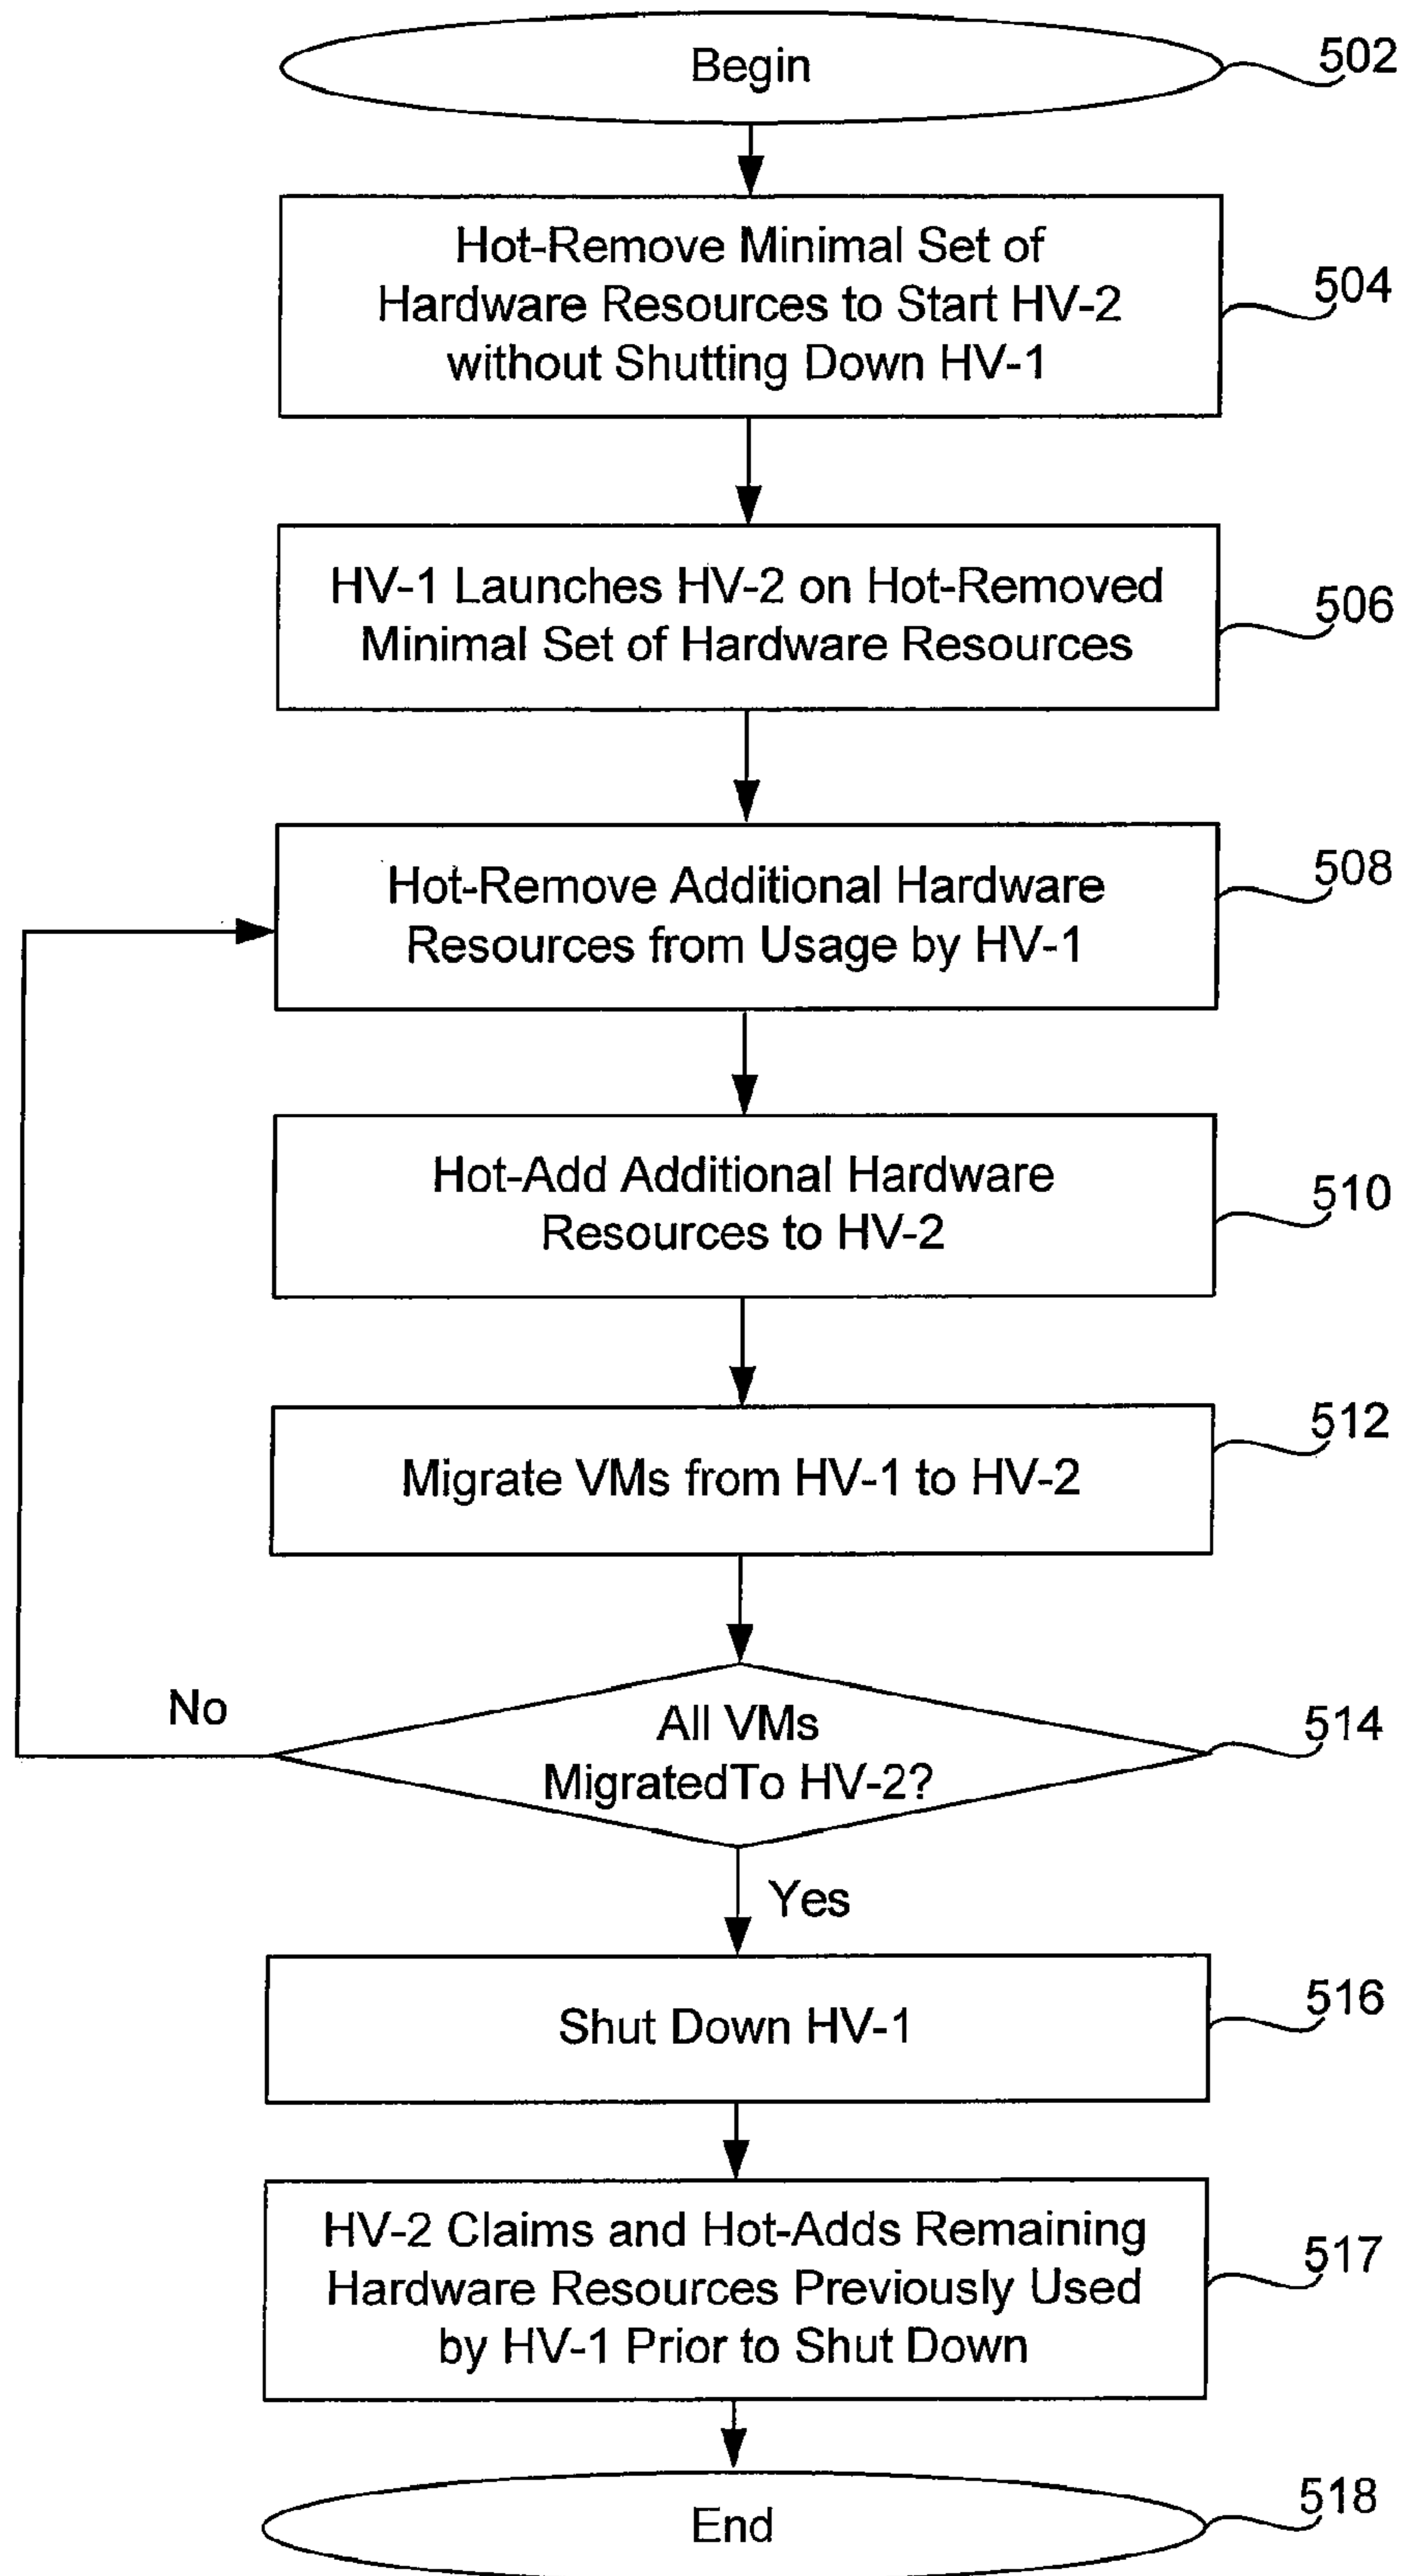 Begin
502
Hot-Remove Minimal Set of
Hardware Resources to Start HV-2
without Shutting Down HV-1
504
HV-1 Launches HV-2 on Hot-Removed
Minimal Set of Hardware Resources
506
Hot-Remove Additional Hardware
Resources from Usage by HV-1
508
Hot-Add Additional Hardware
Resources to HV-2
510
Migrate VMs from HV-1 to HV-2
512
No
All VMs
MigratedTo HV-2?
514
Yes
Shut Down HV-1
516
HV-2 Claims and Hot-Adds Remaining
Hardware Resources Previously Used
by HV-1 Prior to Shut Down
517
End
518